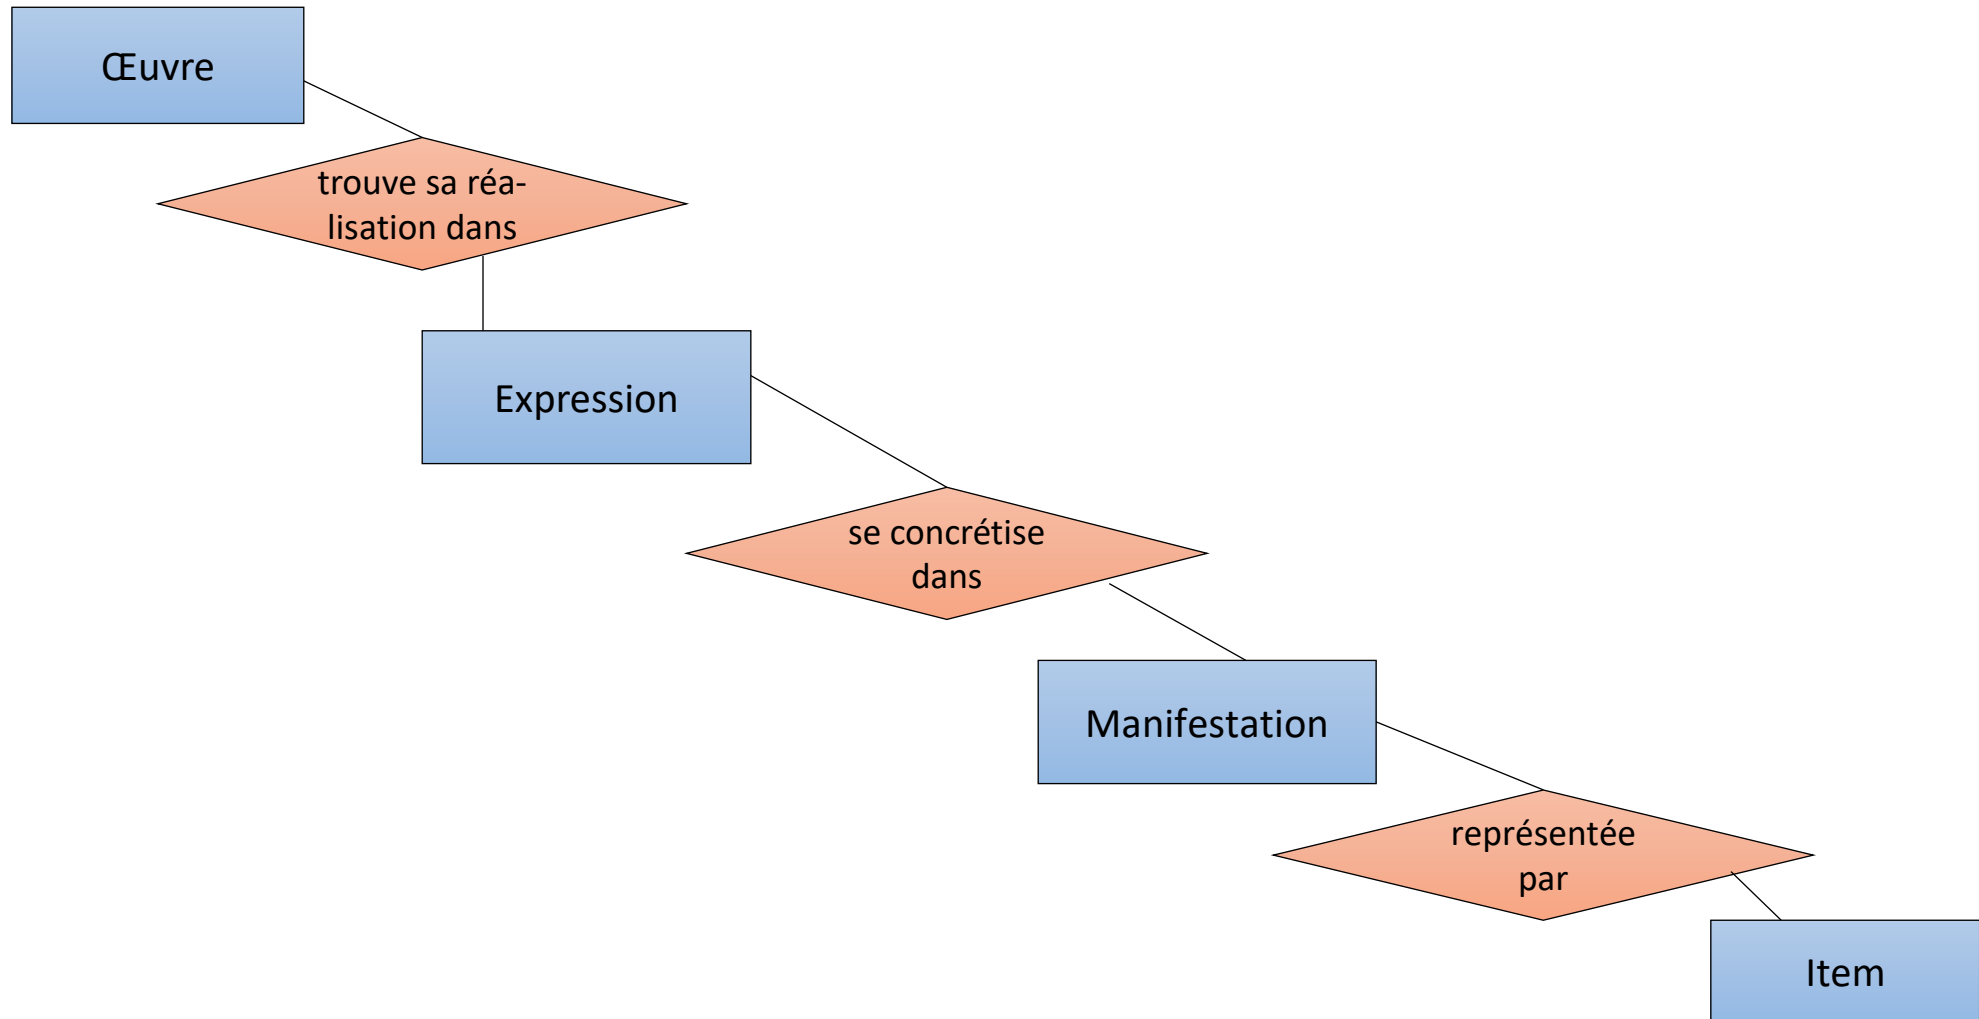 Œuvre
trouve sa réa-
lisation dans
Expression
se concrétise
dans
Manifestation
représentée
par
Item